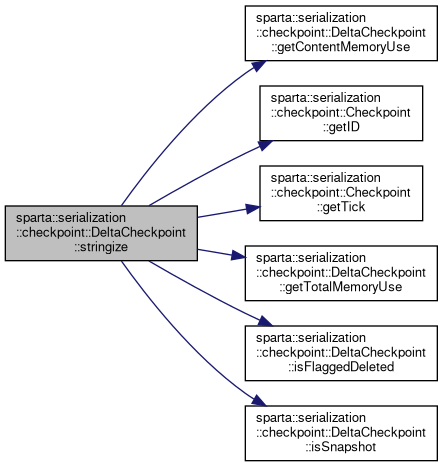 sparta::serialization
::checkpoint::DeltaCheckpoint
::getContentMemoryUse
sparta::serialization
::checkpoint::Checkpoint
::getID
sparta::serialization
::checkpoint::Checkpoint
::getTick
sparta::serialization
::checkpoint::DeltaCheckpoint
::stringize
sparta::serialization
::checkpoint::DeltaCheckpoint
::getTotalMemoryUse
sparta::serialization
::checkpoint::DeltaCheckpoint
::isFlaggedDeleted
sparta::serialization
::checkpoint::DeltaCheckpoint
::isSnapshot